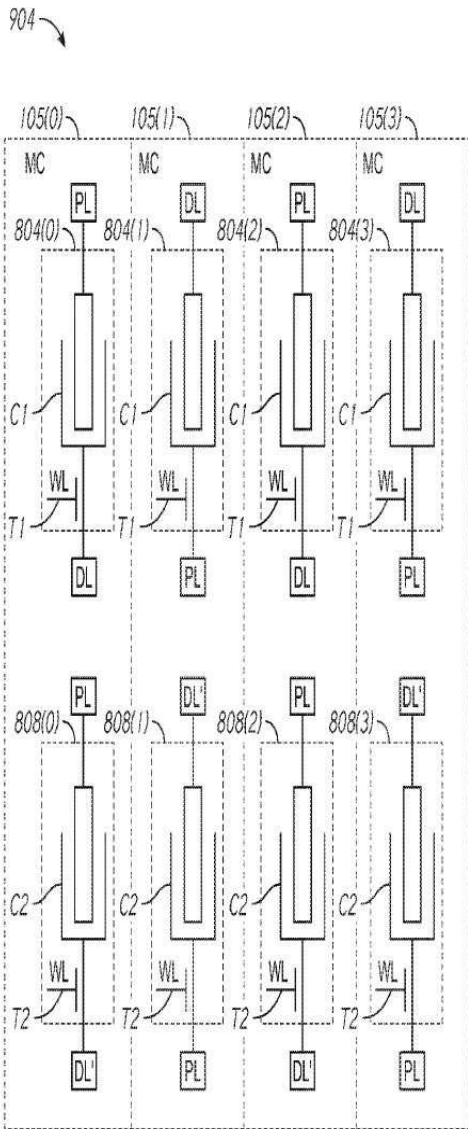 904
105(0) 105(1) 105(2) 105(3)
MC MC MC MC
PL DL PL DL
804(0) 804(1) 804(2) 804(3)
C1 C1 C1 C1
WL WL WL WL
T1 T1 T1 T1
DL PL DL PL
PL DL' PL DL'
808(0) 808(1) 808(2) 808(3)
C2 C2 C2 C2
WL WL WL WL
T2 T2 T2 T2
DL' PL DL' PL